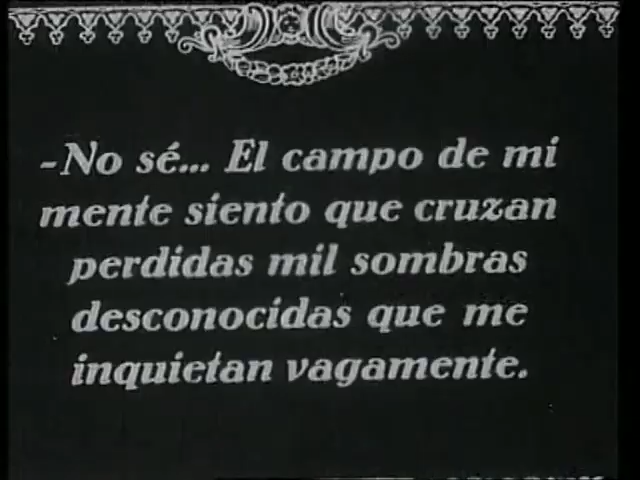 -No sé... El campo de mi
mente siento que cruzan
perdidas mil sombras
desconocidas que me
inquietan vagamente.